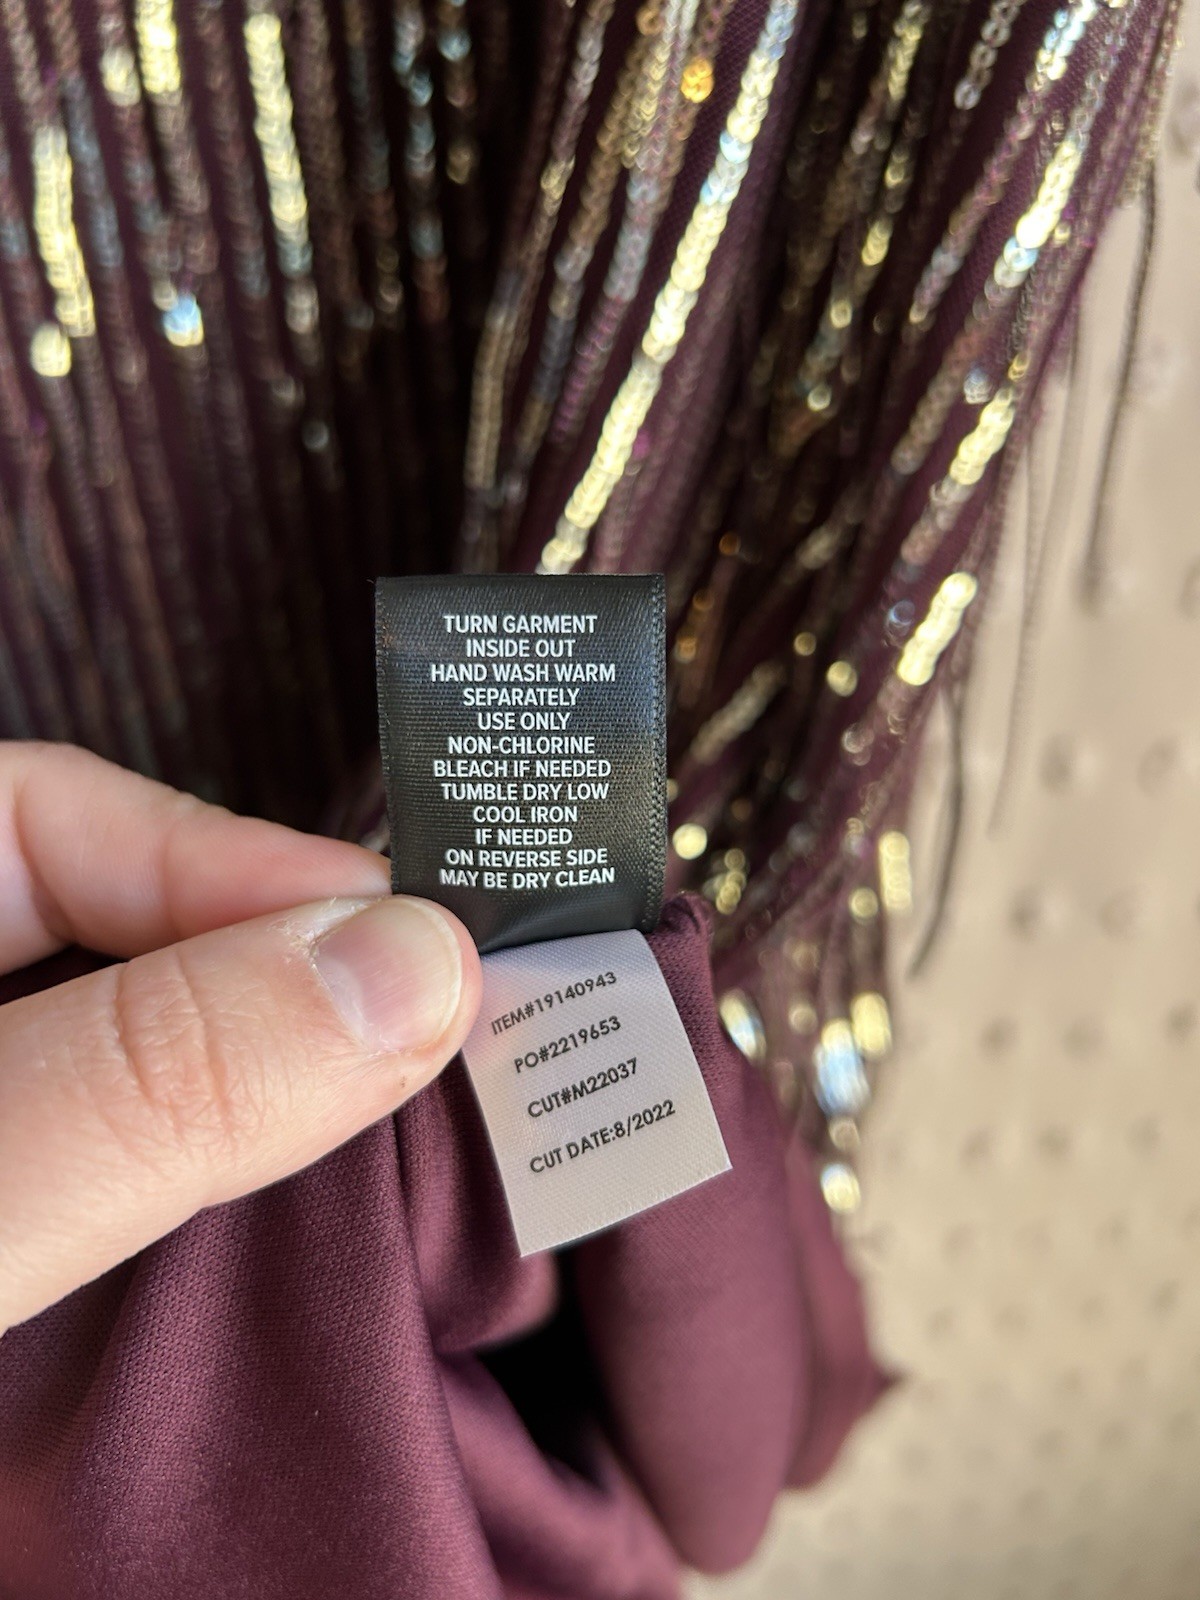 TURN GARMENT
INSIDE OUT
HAND WASH WARM
SEPARATELY
USE ONLY
NON-CHLORINE
BLEACH IF NEEDED
TUMBLE DRY LOW
COOL IRON
IF NEEDED
ON REVERSE SIDE
MAY BE DRY CLEAN
ITEM#19140943
PO#2219653
CUT#M22037
CUT DATE:8/2022